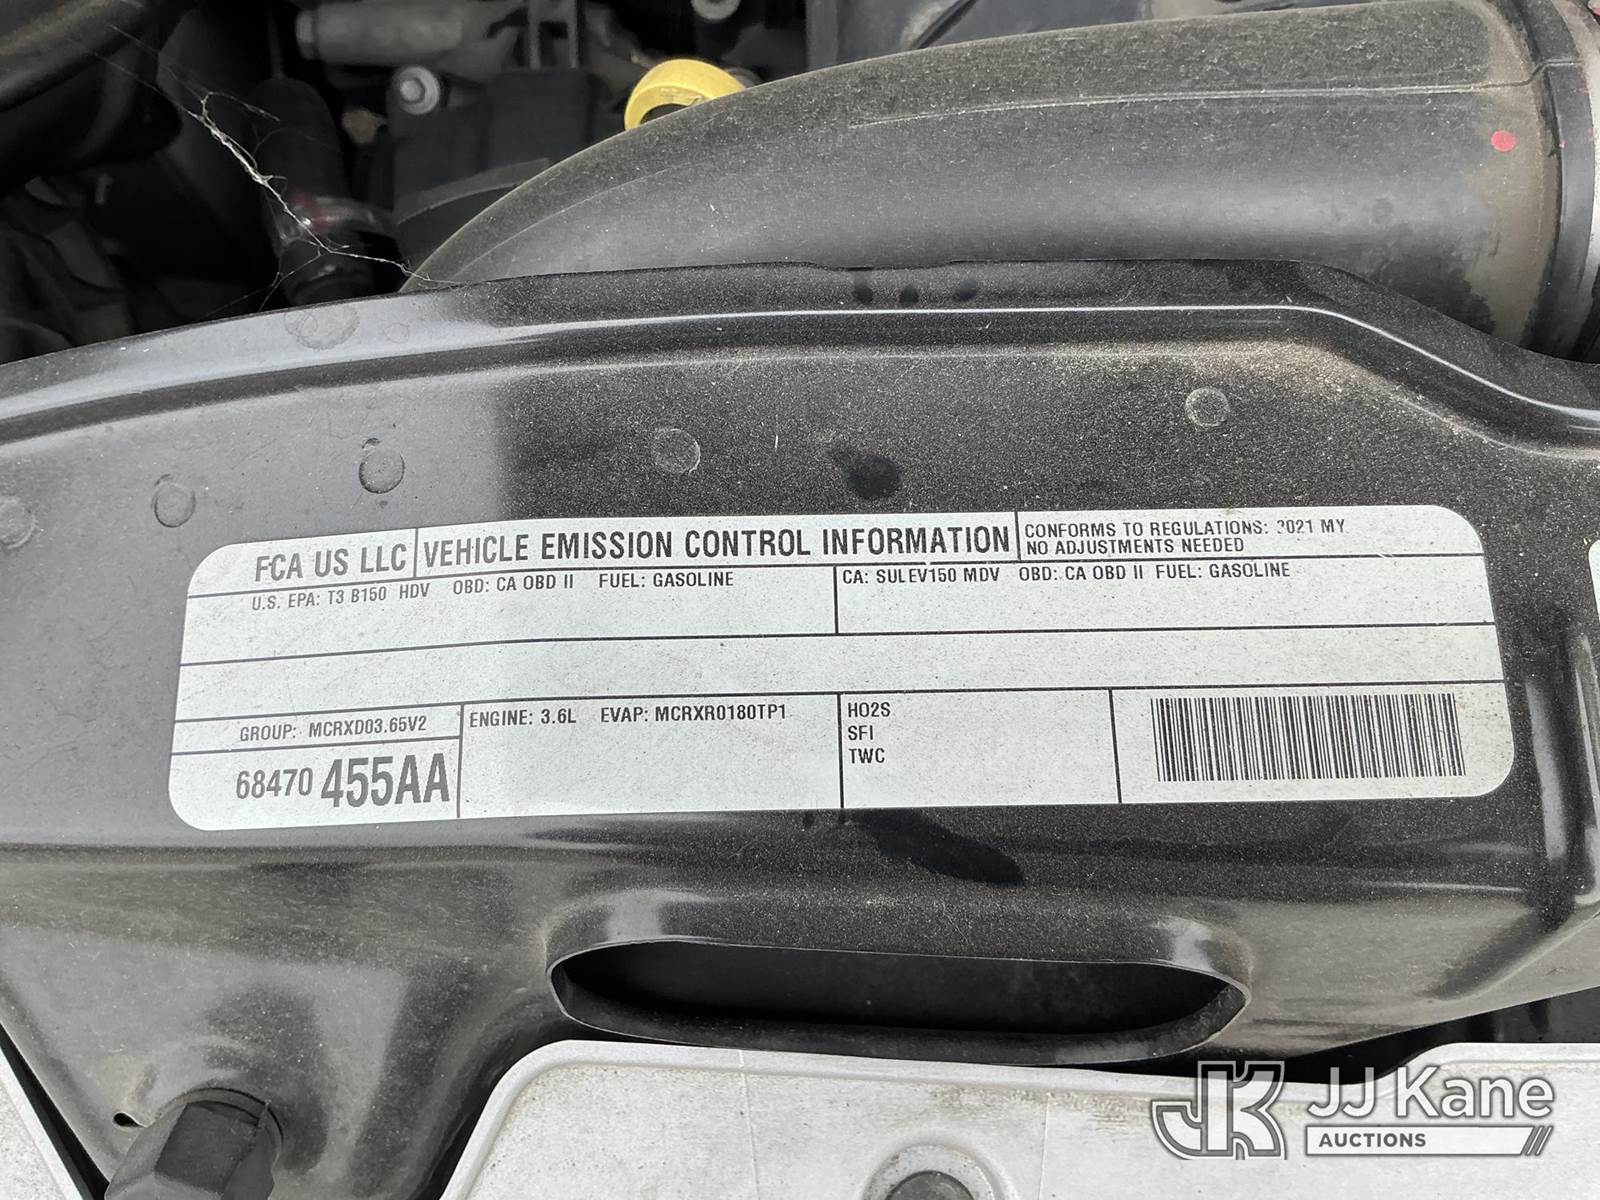 FCA US LLC VEHICLE EMISSION CONTROL INFORMATION CONFORMS TO REGULATIONS: 2021 MY
NO ADJUSTMENTS NEEDED
U.S. EPA: T3 B150 HDV OBD: CA OBD II FUEL: GASOLINE CA: SULEV150 MDV OBD: CA OBD II FUEL: GASOLINE
GROUP: MCRXD03.65V2 ENGINE: 3.6L EVAP: MCRXR0180TP1 HO2S
SFI
TWC
68470 455AA
JJ Kane
AUCTIONS